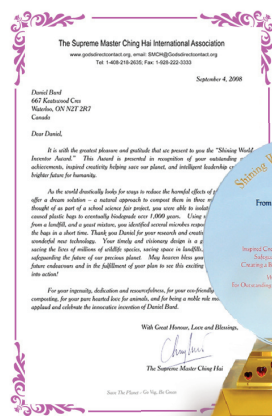 The Supreme Master Ching Hai International Association
www.godsdirectcontact.org, email: SMCH@Godsdirectcontact.org
Tel: 1-408-218-2635; Fax: 1-928-222-3333
September 4, 2008
Daniel Burd
667 Keatswood Cres
Waterloo, ON N2T 2R7
Canada
Dear Daniel,
It is with the greatest pleasure and gratitude that we present to you the "Shining World
Inventor Award." This Award is presented in recognition of your outstanding
achievements, inspired creativity helping save our planet, and intelligent leadership
brighter future for humanity.
As the world drastically looks for ways to reduce the harmful effects of
offer a dream solution – a natural approach to compost them in three
thought of as part of a school science fair project, you were able to
caused plastic bags to eventually biodegrade over 1,000 years. Using
from a landfill, and a yeast mixture, you identified several microbes
the bags in a short time. Thank you Daniel for your research and
wonderful new technology. Your timely and visionary design is a
saving the lives of millions of wildlife species, saving space in landfills,
safeguarding the future of our precious planet. May heaven bless
future endeavours and in the fulfillment of your plan to see this exciting
into action!
For your ingenuity, dedication and resourcefulness, for your eco-friendly
composting, for your pure hearted love for animals, and for being a noble role
applaud and celebrate the innovative invention of Daniel Burd.
With Great Honour, Love and Blessings,
The Supreme Master Ching Hai
Save The Planet - Go Veg, Be Green
Shining
From
Inspired
Creating a
For Outstanding